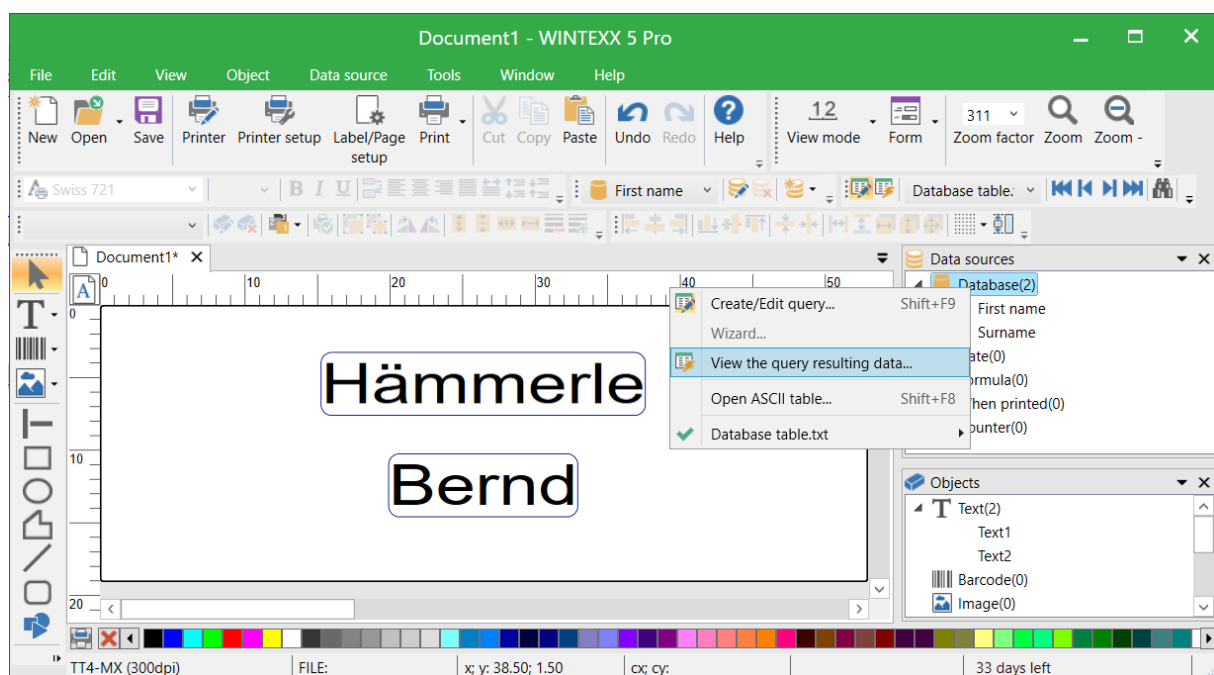 Document1 - WINTEXX 5 Pro
File Edit View Object Data source Tools Window Help
New Open Save Printer Printer setup Label/Page setup Print Cut Copy Paste Undo Redo Help 12 View mode Form 311 Zoom factor Zoom Zoom -
Swiss 721 B I U First name Database table:
Document1*
0 10 20 30 40 50
A
0
10
20
T
Hämmerle
Bernd
Create/Edit query... Shift+F9
Wizard...
View the query resulting data...
Open ASCII table... Shift+F8
Database table.txt
Data sources
Database(2)
First name
Surname
ate(0)
ormula(0)
hen printed(0)
ounter(0)
Objects
T Text(2)
Text1
Text2
Barcode(0)
Image(0)
TT4-MX (300dpi) FILE: x; y: 38.50; 1.50 cx; cy: 33 days left